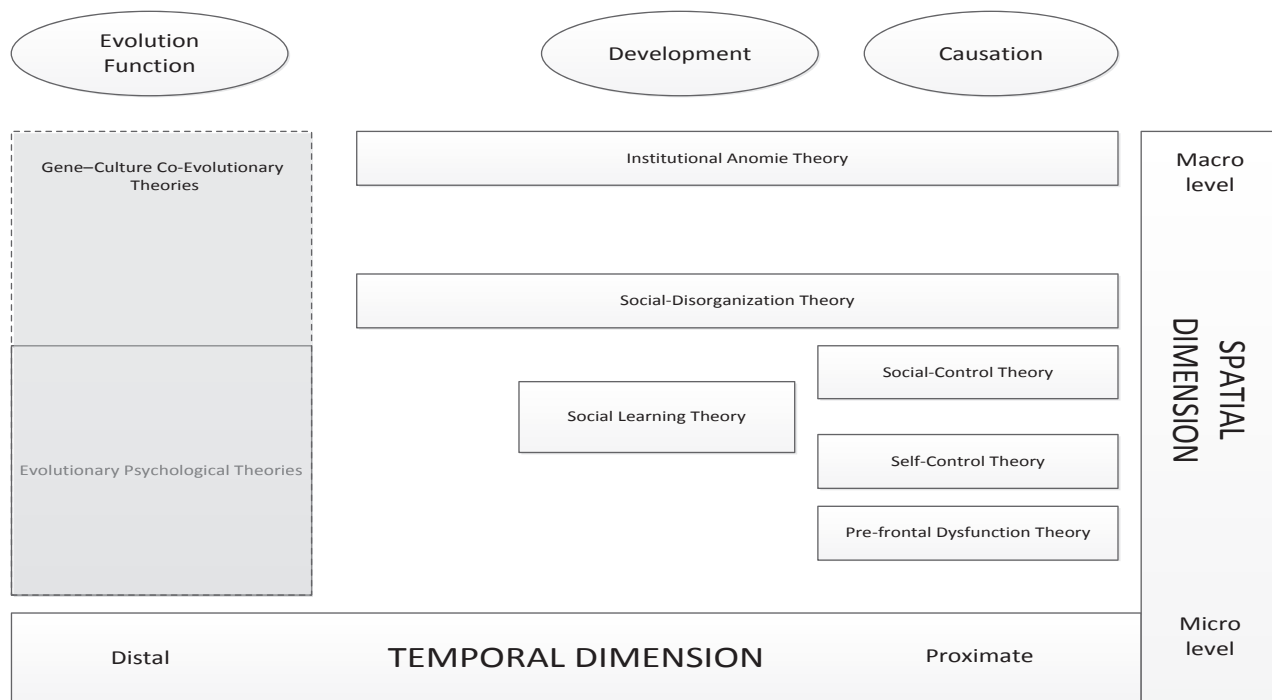 Evolution
Function
Development
Causation
Gene–Culture Co-Evolutionary
Theories
Institutional Anomie Theory
Macro
level
Social-Disorganization Theory
SPATIAL
DIMENSION
Social-Control Theory
Social Learning Theory
Evolutionary Psychological Theories
Self-Control Theory
Pre-frontal Dysfunction Theory
Micro
level
Distal
TEMPORAL DIMENSION
Proximate